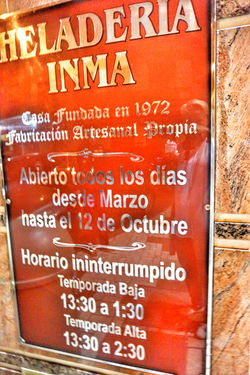 HELADERÍA
INMA
Casa Fundada en 1972
Fabricación Artesanal Propia
Abierto todos los días
desde Marzo
hasta el 12 de Octubre
Horario ininterrumpido
Temporada Baja
13:30 a 1:30
Temporada Alta
13:30 a 2:30